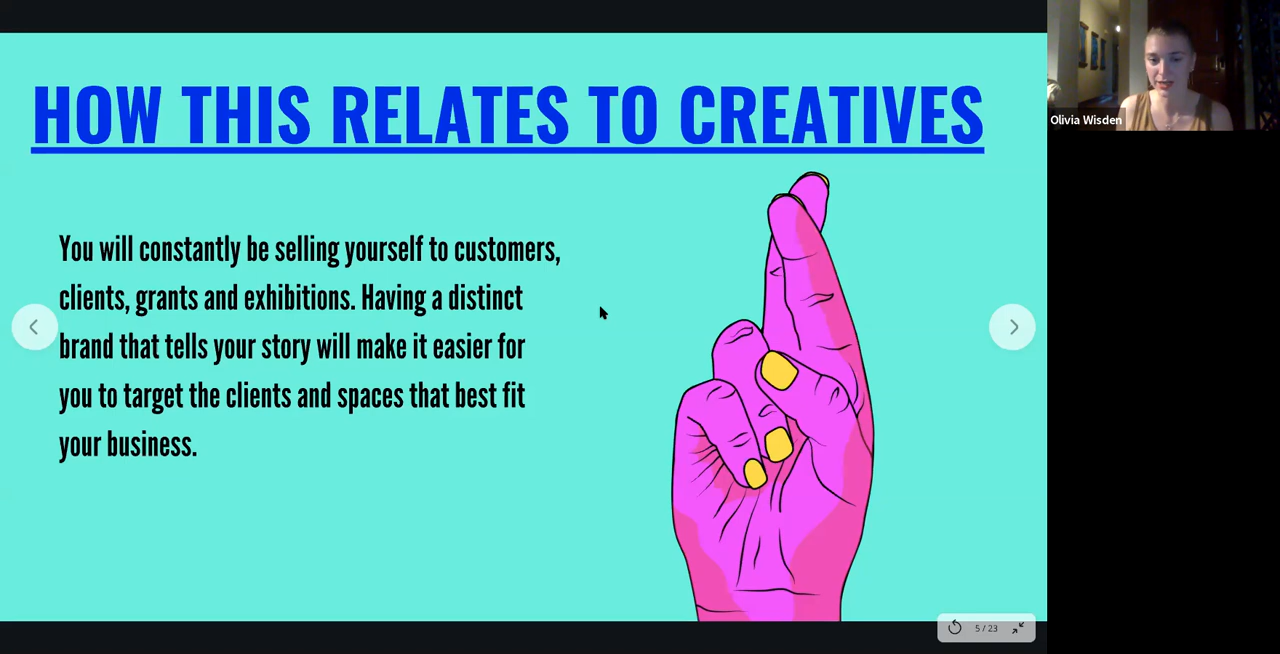 HOW THIS RELATES TO CREATIVES
Olivia Wisden
You will constantly be selling yourself to customers,
clients, grants and exhibitions. Having a distinct
brand that tells your story will make it easier for
you to target the clients and spaces that best fit
your business.
5 / 23